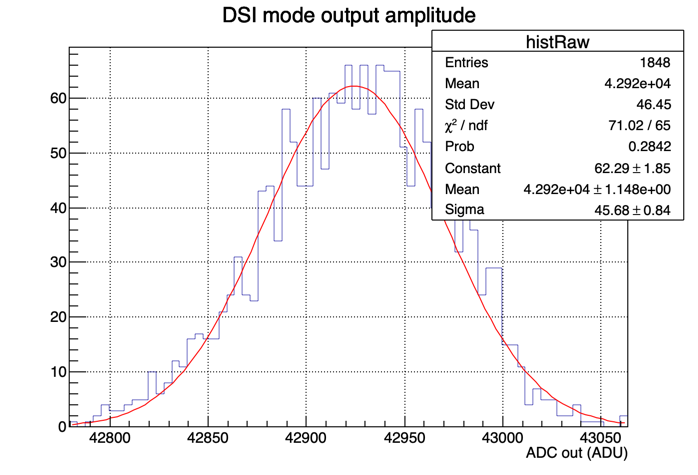 DSI mode output amplitude
histRaw
Entries 1848
Mean 4.292e+04
Std Dev 46.45
χ² / ndf 71.02 / 65
Prob 0.2842
Constant 62.29 ± 1.85
Mean 4.292e+04 ± 1.148e+00
Sigma 45.68 ± 0.84
60
50
40
30
20
10
0
42800 42850 42900 42950 43000 43050
ADC out (ADU)